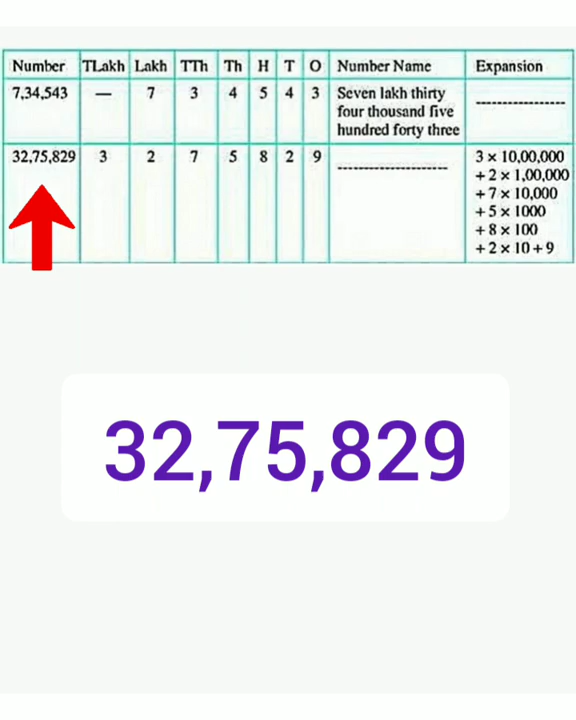 Number TLakh Lakh TTh Th H T O Number Name Expansion
7,34,543 — 7 3 4 5 4 3 Seven lakh thirty
four thousand five
hundred forty three
32,75,829 3 2 7 5 8 2 9 3 × 10,00,000
+ 2 × 1,00,000
+ 7 × 10,000
+ 5 × 1000
+ 8 × 100
+ 2 × 10 + 9
32,75,829